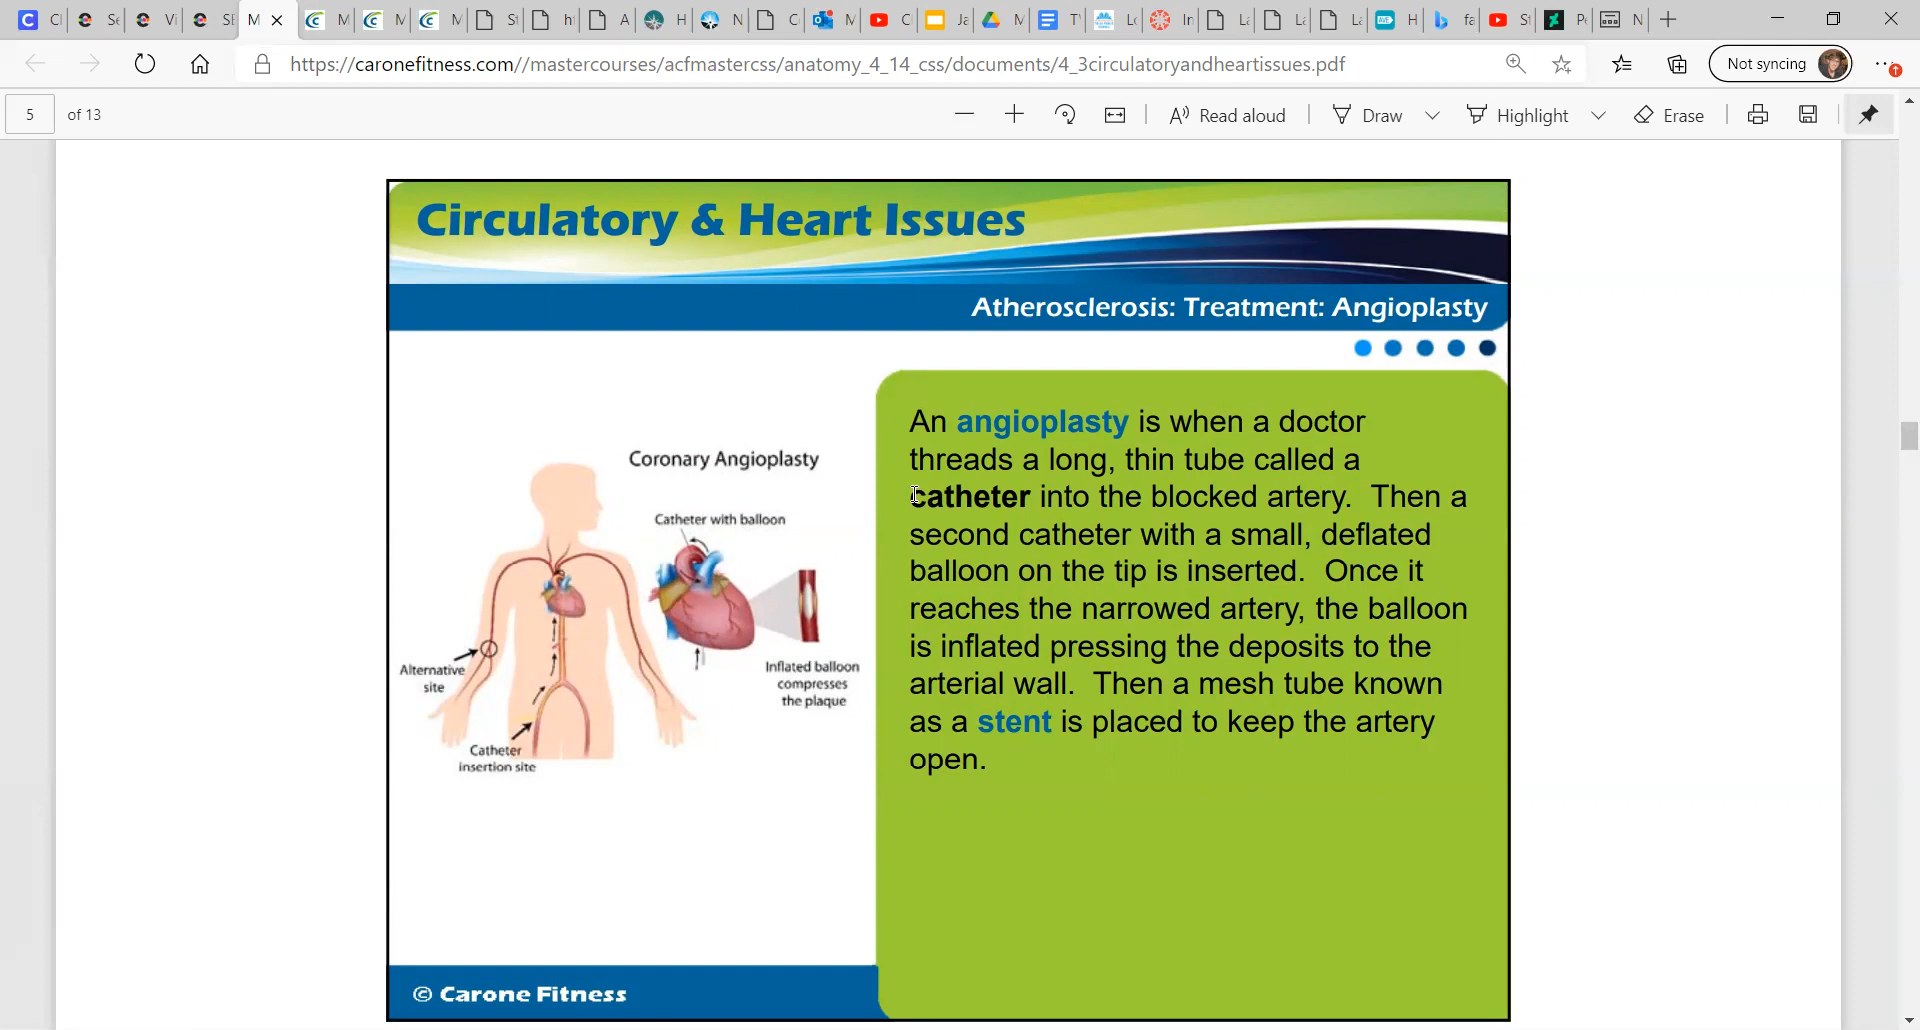 https://caronefitness.com//mastercourses/acfmastercss/anatomy_4_14_css/documents/4_3circulatoryandheartissues.pdf
Not syncing
5 of 13
Read aloud
Draw
Highlight
Erase
Circulatory & Heart Issues
Atherosclerosis: Treatment: Angioplasty
Coronary Angioplasty
Catheter with balloon
Alternative
site
Inflated balloon
compresses
the plaque
Catheter
insertion site
An angioplasty is when a doctor
threads a long, thin tube called a
catheter into the blocked artery. Then a
second catheter with a small, deflated
balloon on the tip is inserted. Once it
reaches the narrowed artery, the balloon
is inflated pressing the deposits to the
arterial wall. Then a mesh tube known
as a stent is placed to keep the artery
open.
© Carone Fitness